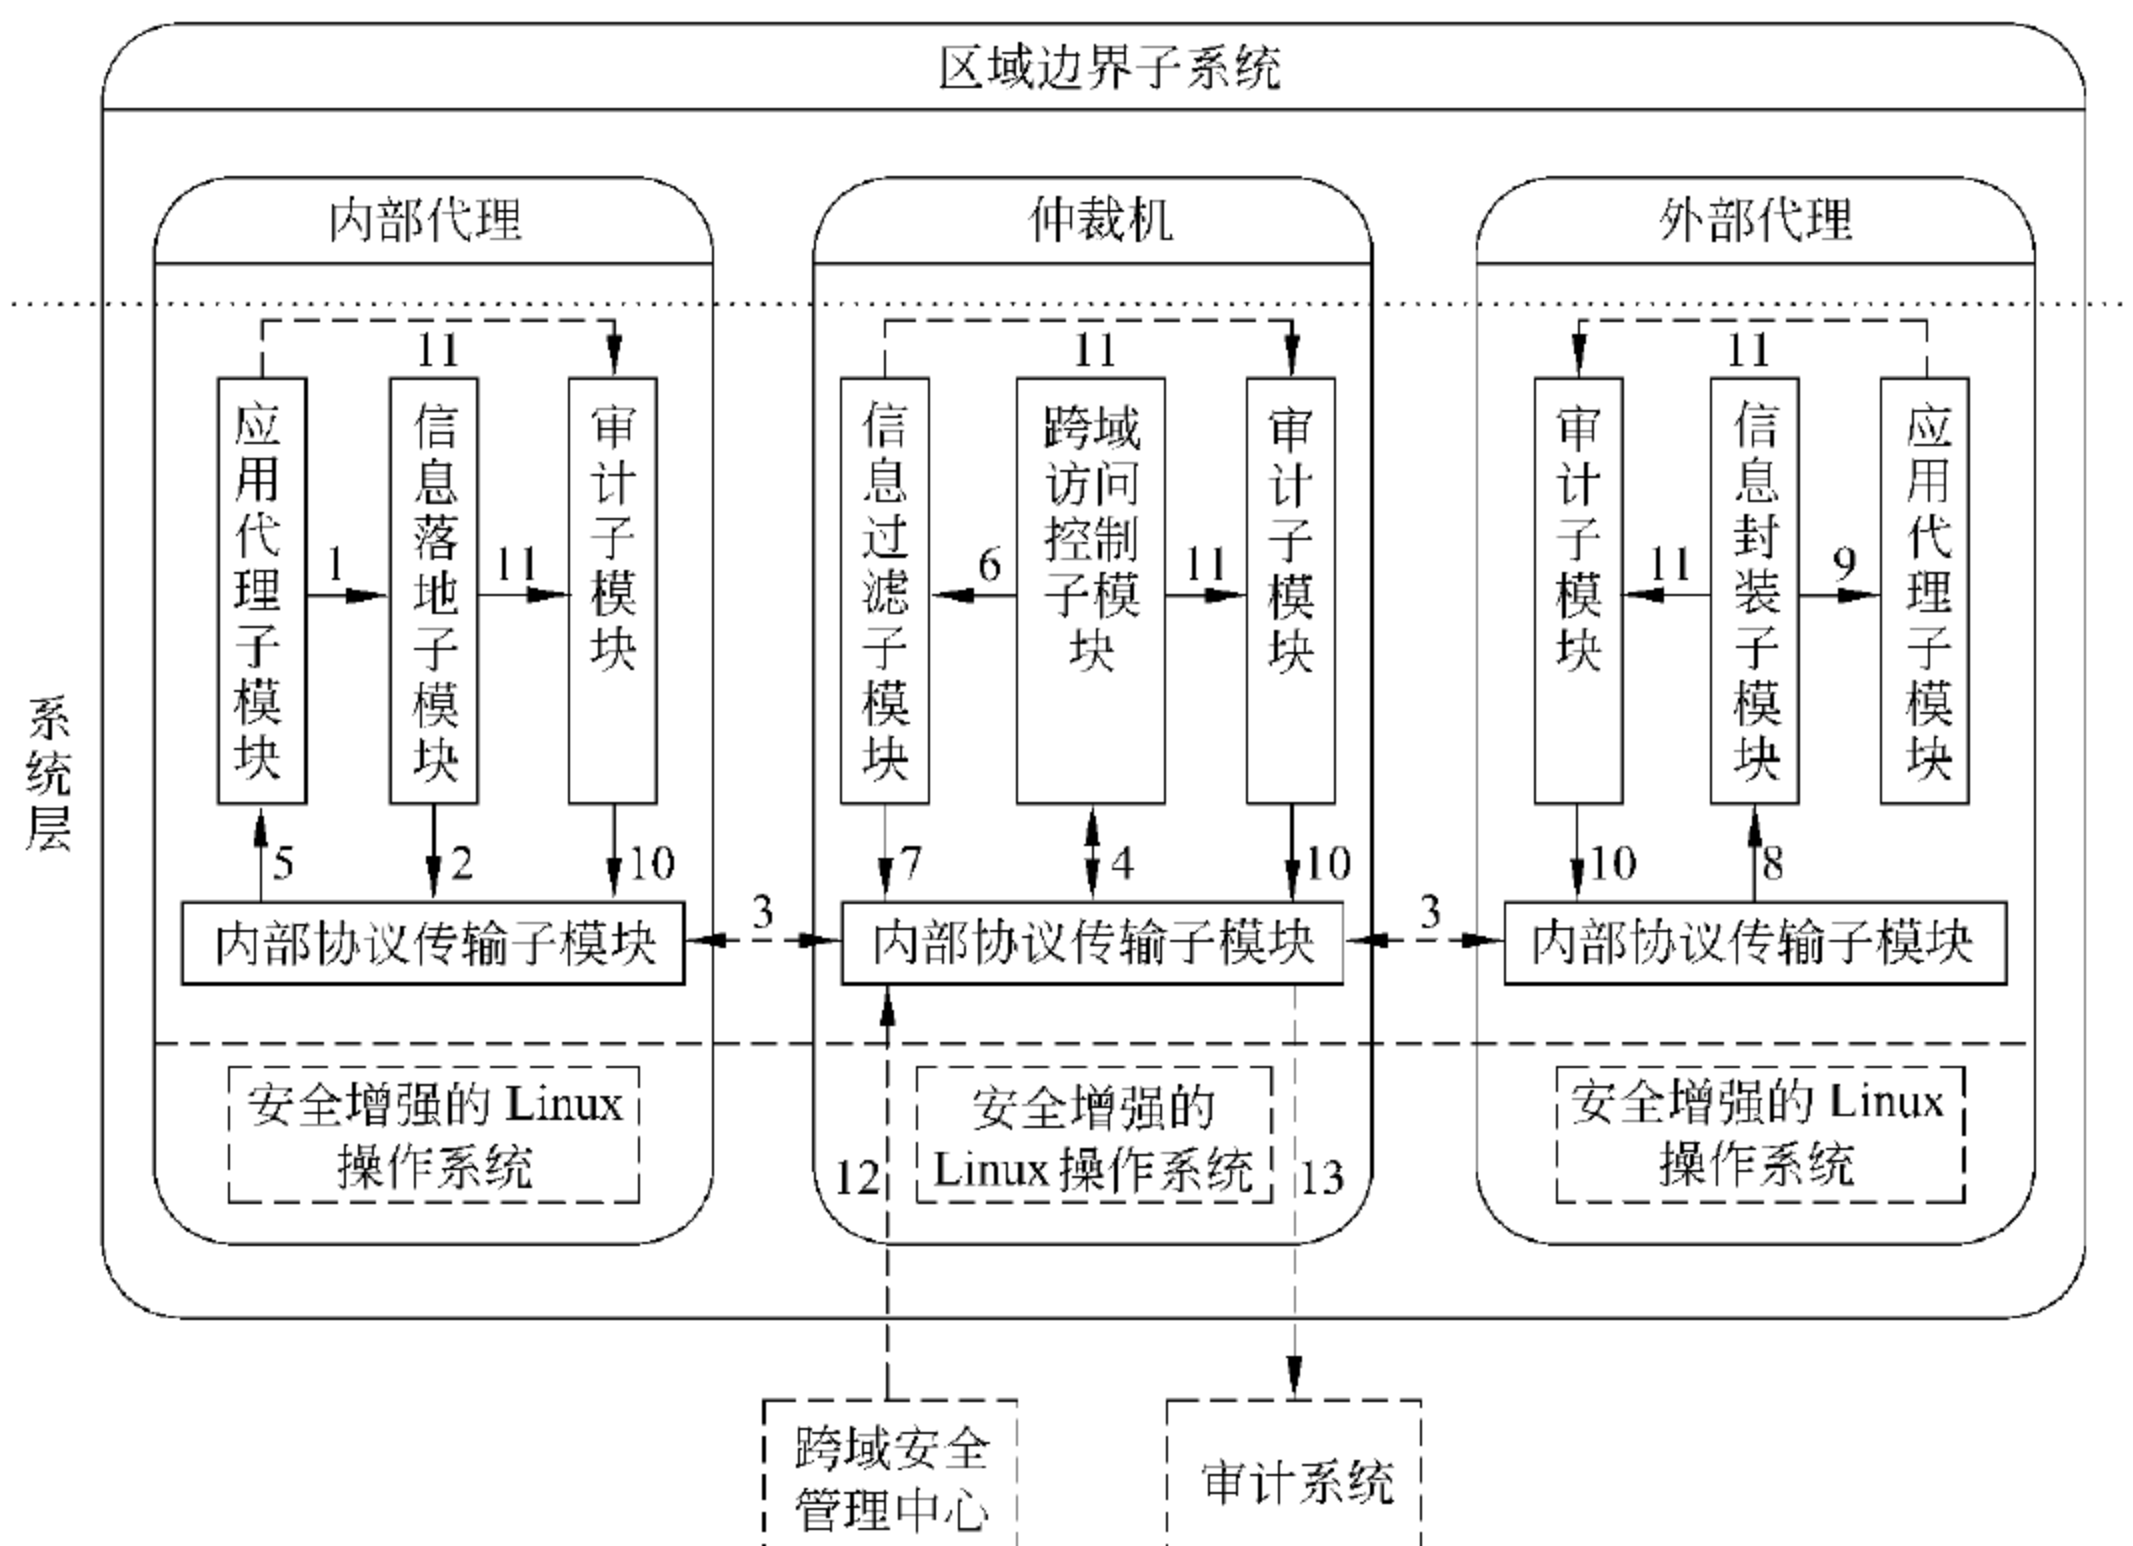 区域边界子系统
内部代理
仲裁机
外部代理
11
11
11
应用代理子模块
信息落地子模块
审计子模块
信息过滤子模块
跨域
访问
控制
子模
块
审计子模块
审计子模块
信息封装子模块
应用代理子模块
1
11
6
11
11
9
系统层
5
2
10
7
4
10
10
8
内部协议传输子模块
3
内部协议传输子模块
3
内部协议传输子模块
安全增强的 Linux
操作系统
安全增强的
Linux 操作系统
安全增强的 Linux
操作系统
12
13
跨域安全
管理中心
审计系统